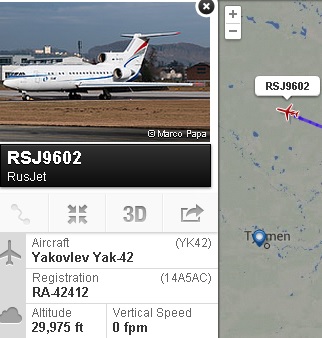 © Marco Papa
RSJ9602
RusJet
3D
Aircraft
(YK42)
Yakovlev Yak-42
Registration
(14A5AC)
RA-42412
Altitude
29,975 ft
Vertical Speed
0 fpm
+
−
RSJ9602